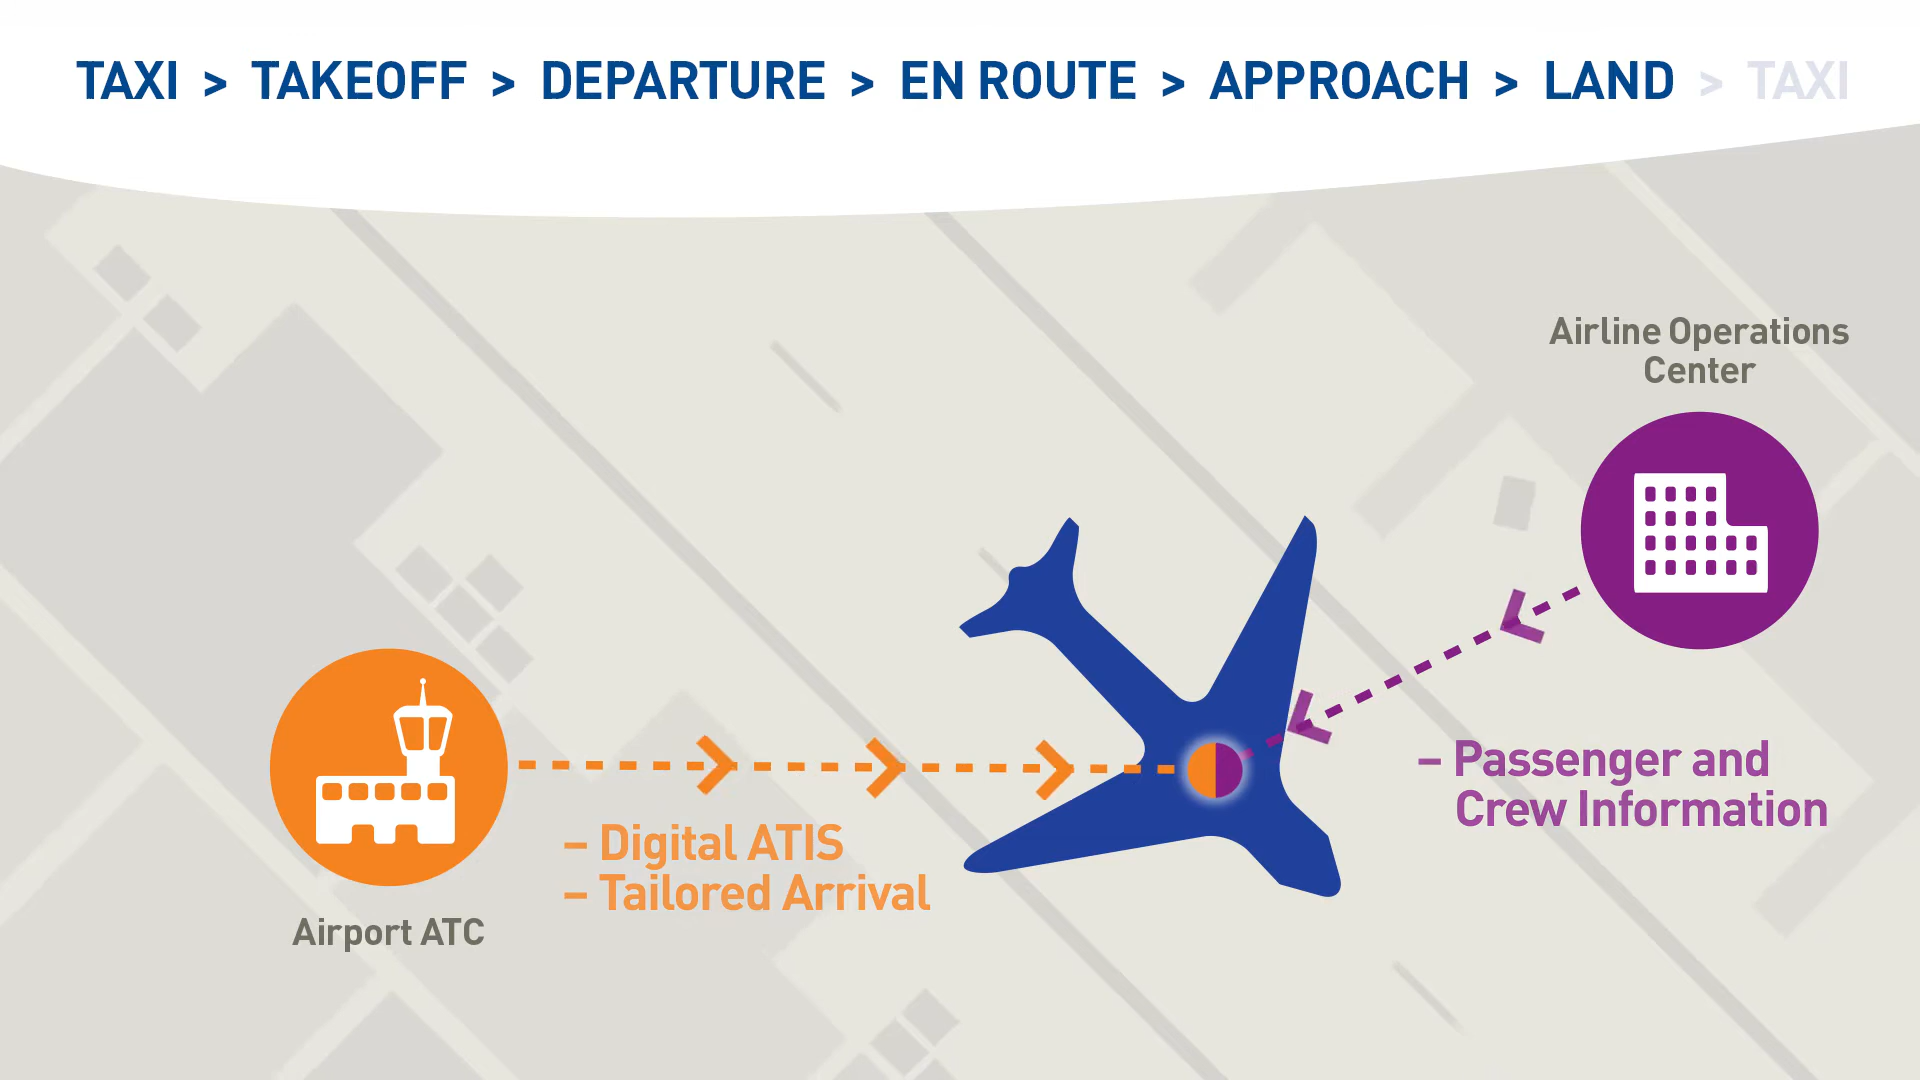 TAXI > TAKEOFF > DEPARTURE > EN ROUTE > APPROACH > LAND > TAXI
Airline Operations
Center
– Passenger and
Crew Information
– Digital ATIS
– Tailored Arrival
Airport ATC